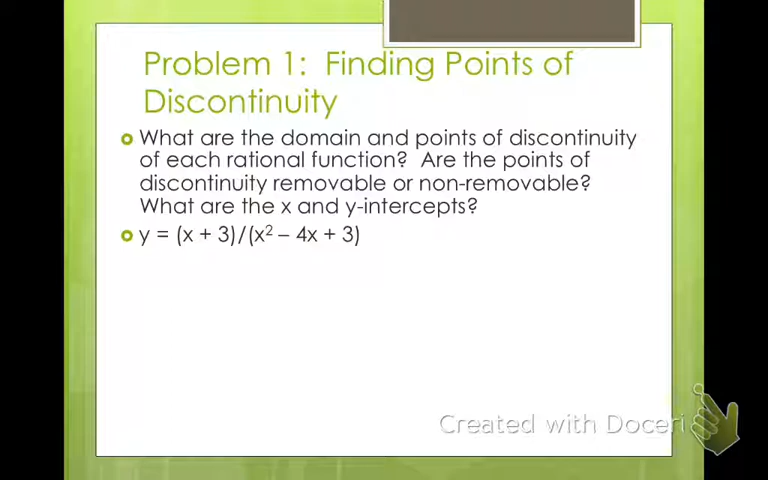 Problem 1:  Finding Points of
Discontinuity
What are the domain and points of discontinuity
of each rational function?  Are the points of
discontinuity removable or non-removable?
What are the x and y-intercepts?
y = (x + 3)/(x² – 4x + 3)
Created with Doceri